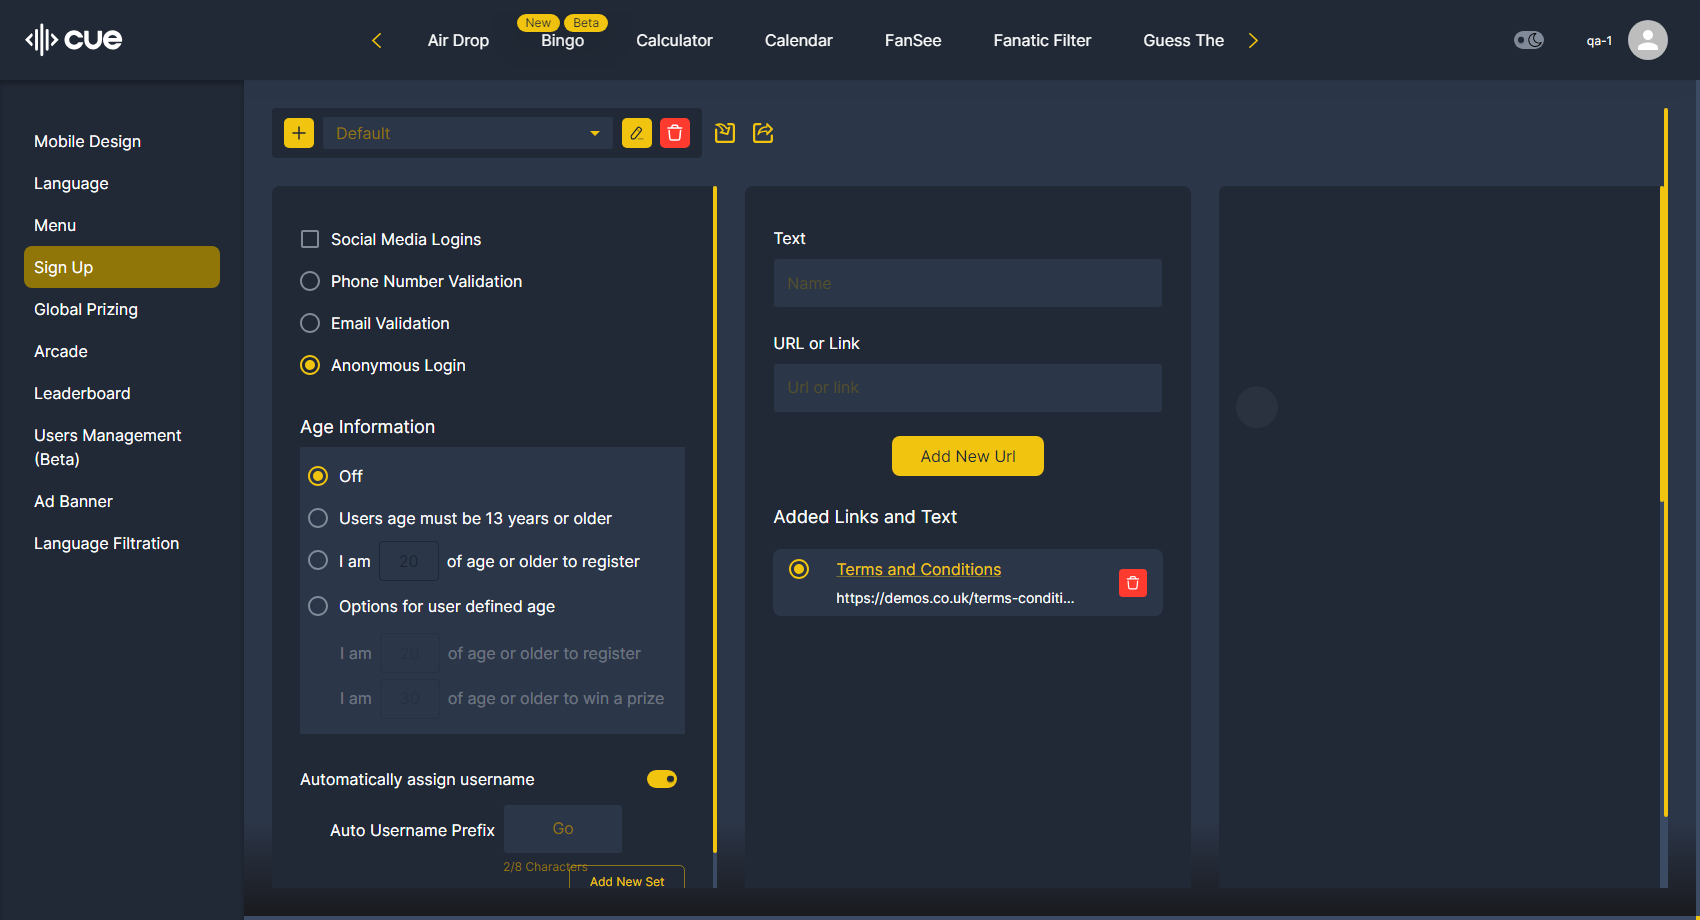 cue
Air Drop
New
Beta
Bingo
Calculator
Calendar
FanSee
Fanatic Filter
Guess The
qa-1
Mobile Design
Language
Menu
Sign Up
Global Prizing
Arcade
Leaderboard
Users Management
(Beta)
Ad Banner
Language Filtration
Default
Social Media Logins
Phone Number Validation
Email Validation
Anonymous Login
Age Information
Off
Users age must be 13 years or older
I am 20 of age or older to register
Options for user defined age
I am 20 of age or older to register
I am 30 of age or older to win a prize
Automatically assign username
Auto Username Prefix Go
2/8 Characters
Add New Set
Text
Name
URL or Link
Url or link
Add New Url
Added Links and Text
Terms and Conditions
https://demos.co.uk/terms-conditi...